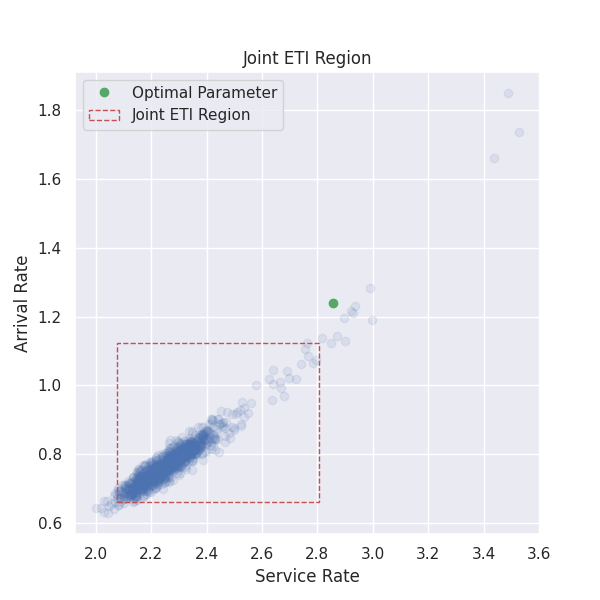 Joint ETI Region
Optimal Parameter
Joint ETI Region
Arrival Rate
1.8
1.6
1.4
1.2
1.0
0.8
0.6
2.0 2.2 2.4 2.6 2.8 3.0 3.2 3.4 3.6
Service Rate